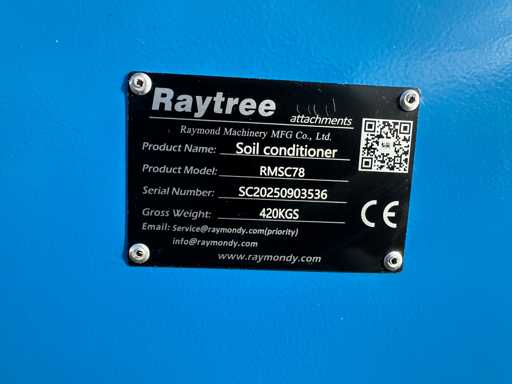 Raytree
attachments
Raymond Machinery MFG Co., Ltd.
Product Name: Soil conditioner
Product Model: RMSC78
Serial Number: SC20250903536
Gross Weight: 420KGS
Email: Service@raymondy.com(priority)
info@raymondy.com
www.raymondy.com
CE